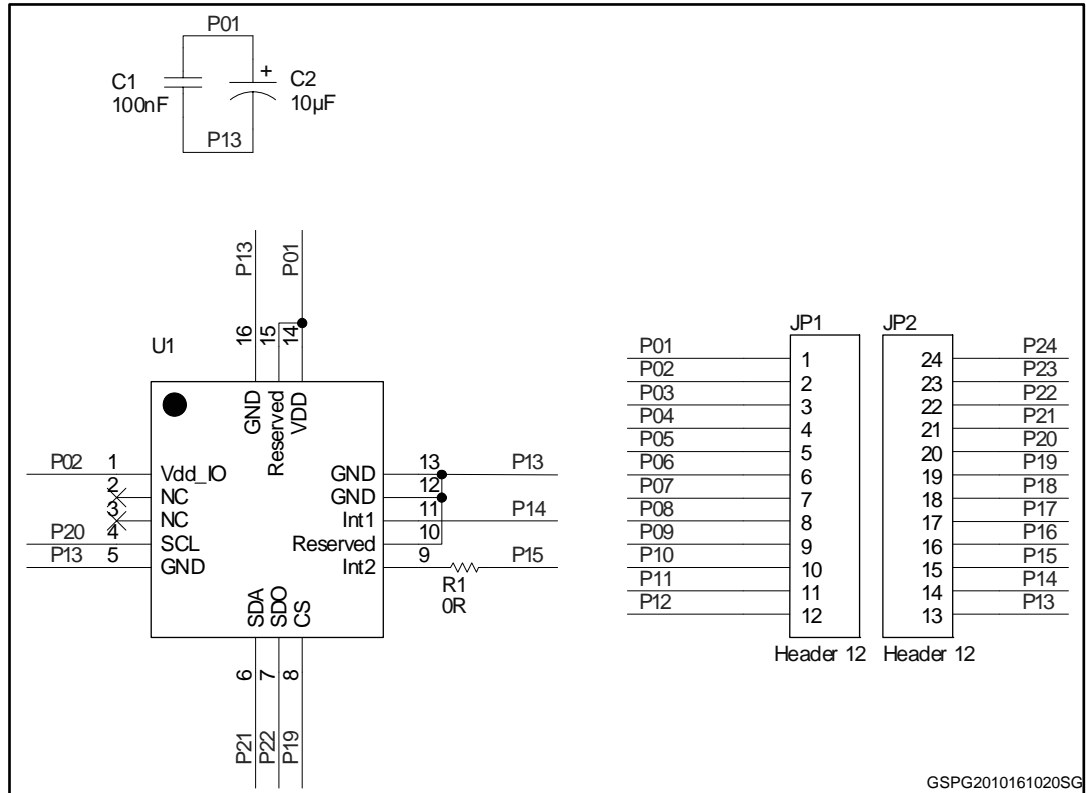 P01
C1
100nF
+
C2
10µF
P13
P13
P01
16
15
14
U1
GND
Reserved
VDD
P02 1 Vdd_IO
2 NC
3 NC
P20 4 SCL
P13 5 GND
GND 13 P13
GND 12
Int1 11 P14
Reserved 10
Int2 9 P15
R1
0R
SDA
SDO
CS
6
7
8
P21
P22
P19
JP1
JP2
P01 1 24 P24
P02 2 23 P23
P03 3 22 P22
P04 4 21 P21
P05 5 20 P20
P06 6 19 P19
P07 7 18 P18
P08 8 17 P17
P09 9 16 P16
P10 10 15 P15
P11 11 14 P14
P12 12 13 P13
Header 12
Header 12
GSPG2010161020SG